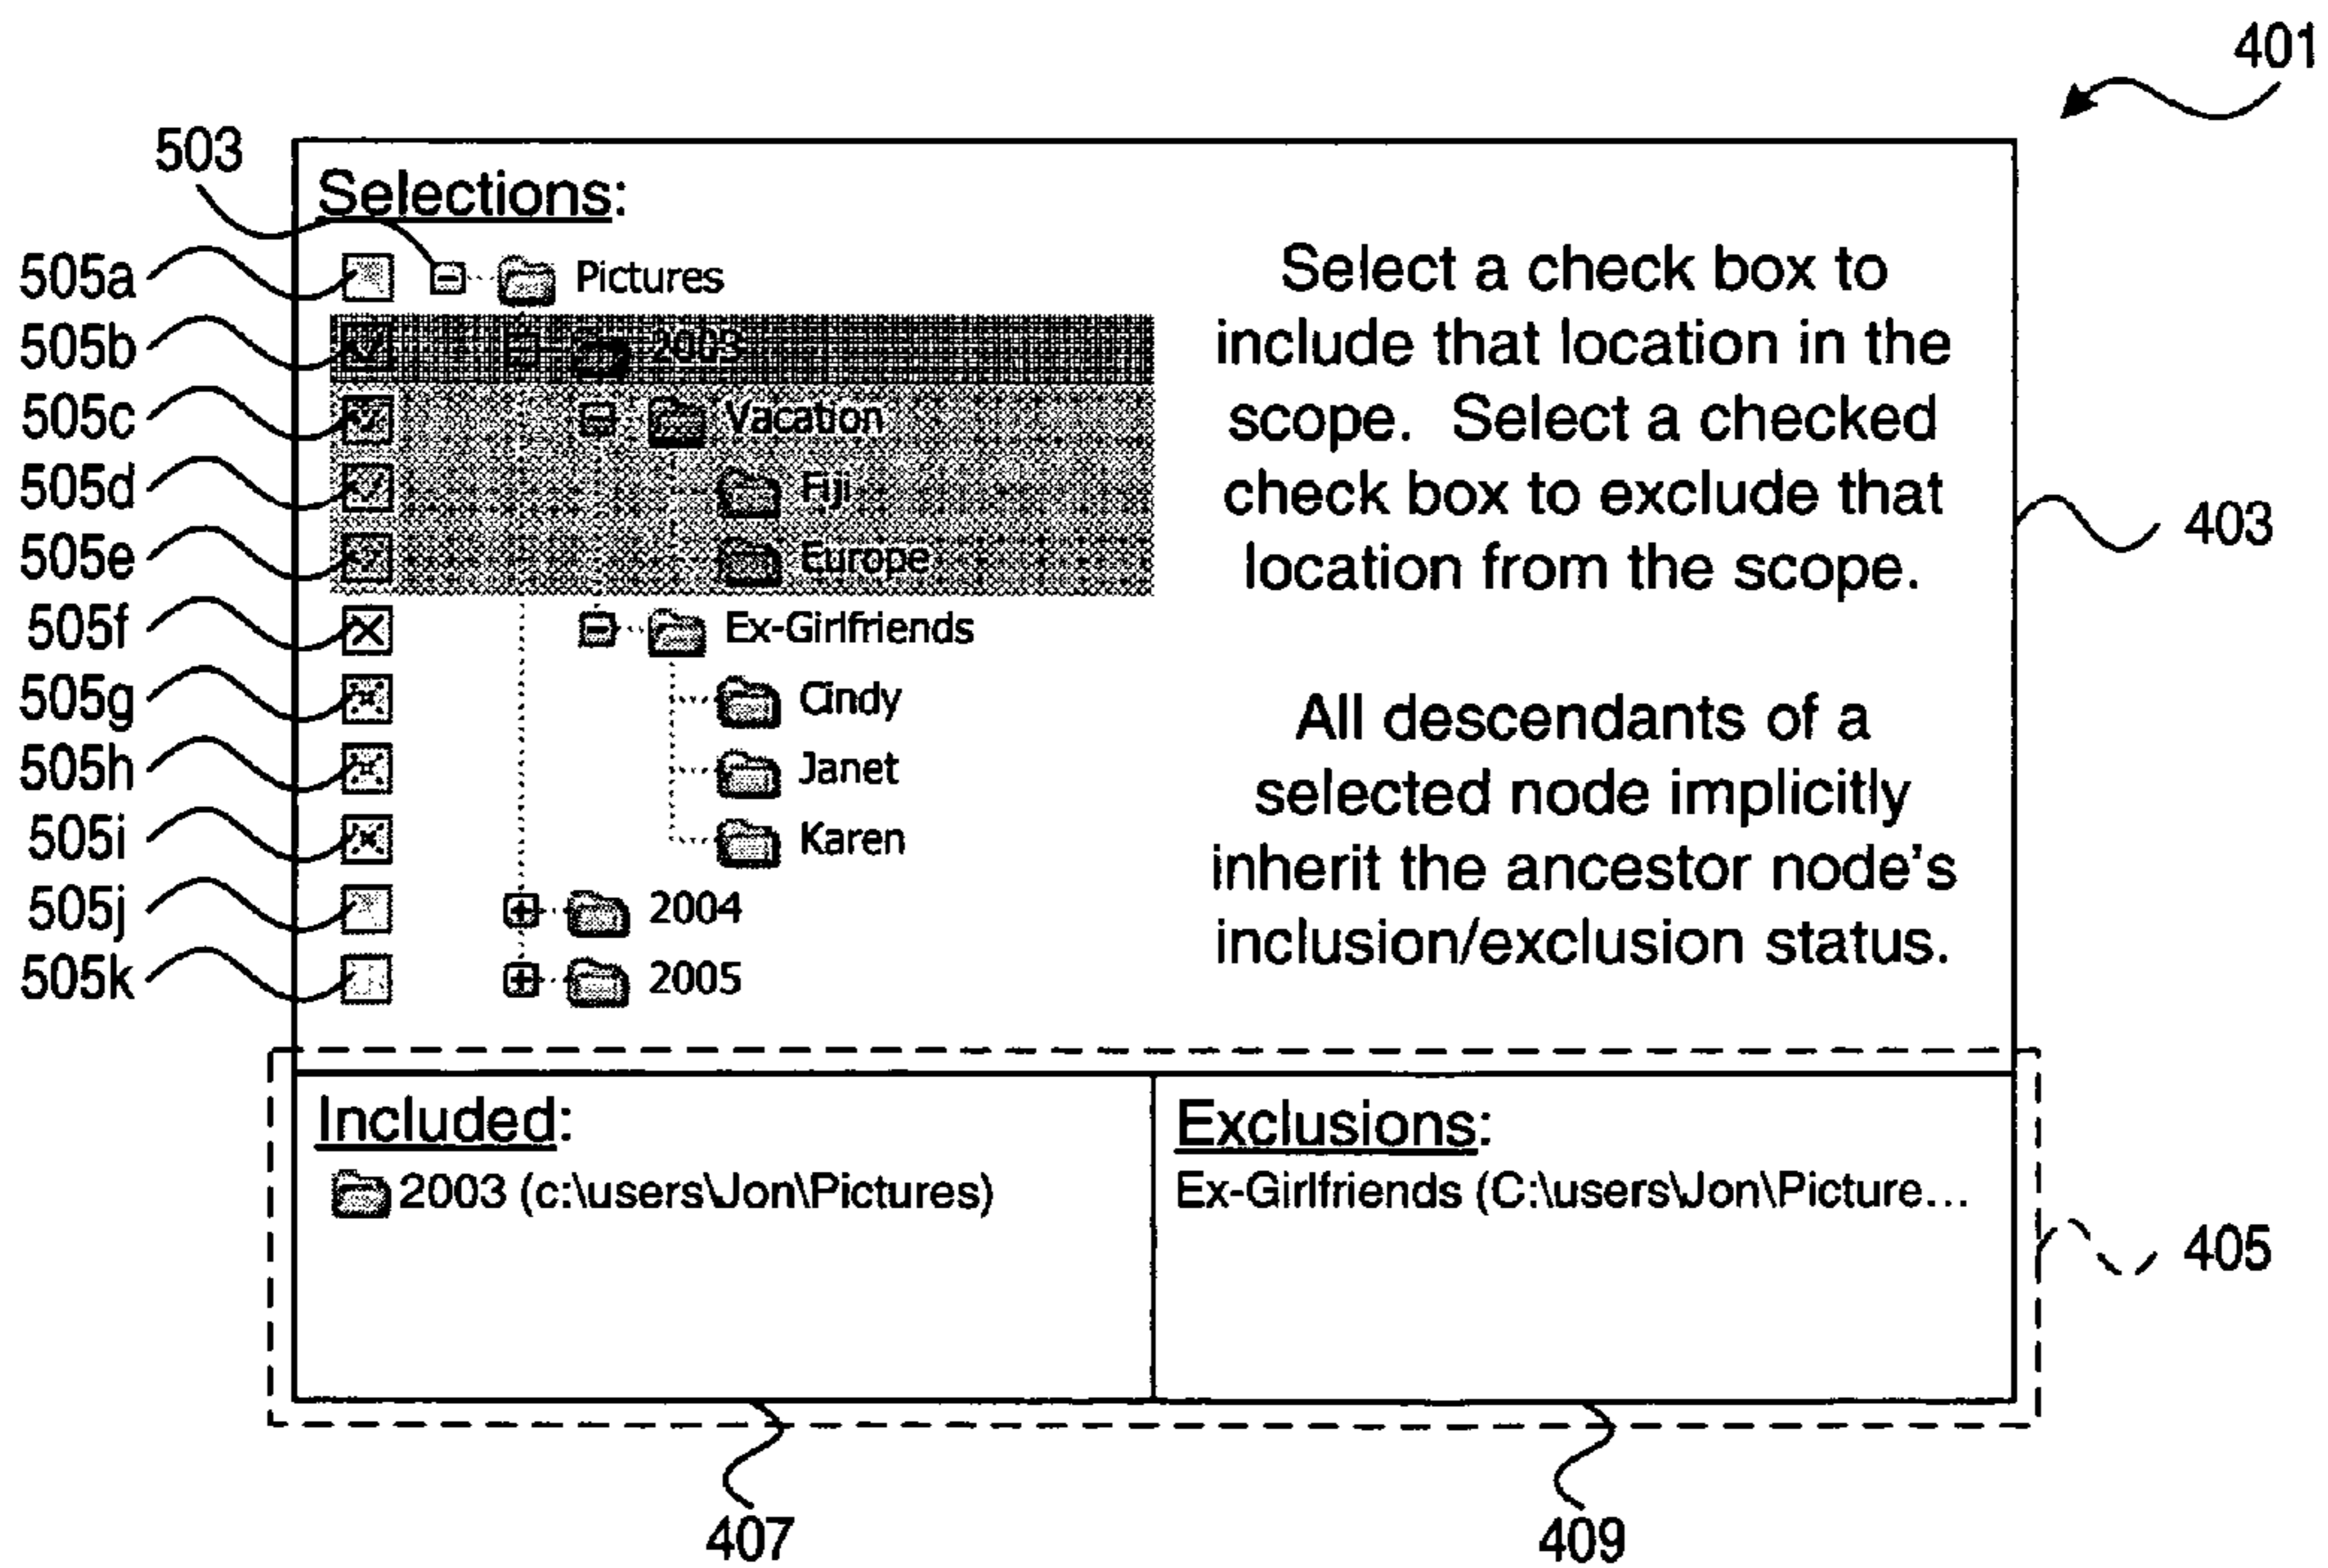 401
503
Selections:
505a Pictures
505b 2003
505c Vacation
505d Fiji
505e Europe
505f Ex-Girlfriends
505g Cindy
505h Janet
505i Karen
505j 2004
505k 2005
Select a check box to
include that location in the
scope. Select a checked
check box to exclude that
location from the scope.
All descendants of a
selected node implicitly
inherit the ancestor node's
inclusion/exclusion status.
403
Included:
2003 (c:\users\Jon\Pictures)
Exclusions:
Ex-Girlfriends (C:\users\Jon\Picture...
405
407
409